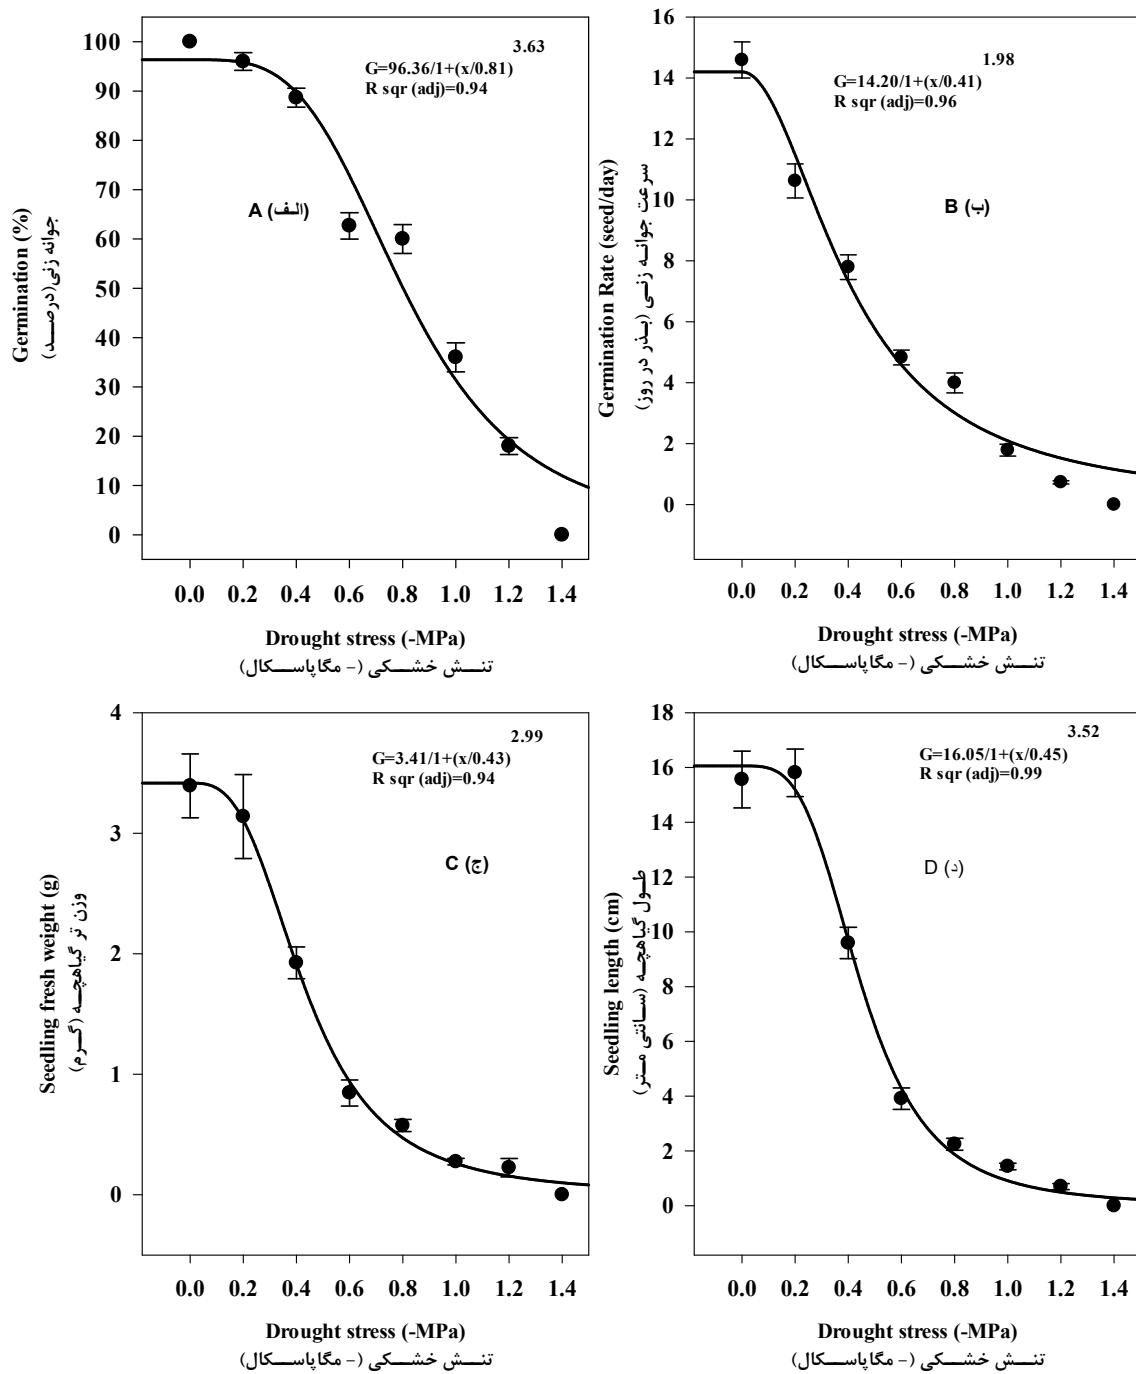 3.63
G=96.36/1+(x/0.81)
R sqr (adj)=0.94
A (الف)
Germination (%)
جوانه زنی(درصد)
100
90
80
70
60
50
40
30
20
10
0
0.0 0.2 0.4 0.6 0.8 1.0 1.2 1.4
Drought stress (-MPa)
تنش خشکی (- مگاپاسکال)
1.98
G=14.20/1+(x/0.41)
R sqr (adj)=0.96
B (ب)
Germination Rate (seed/day)
سرعت جوانه زنی (بذر در روز)
16
14
12
10
8
6
4
2
0
0.0 0.2 0.4 0.6 0.8 1.0 1.2 1.4
Drought stress (-MPa)
تنش خشکی (- مگاپاسکال)
2.99
G=3.41/1+(x/0.43)
R sqr (adj)=0.94
C (ج)
Seedling fresh weight (g)
وزن تر گیاهچه (گرم)
4
3
2
1
0
0.0 0.2 0.4 0.6 0.8 1.0 1.2 1.4
Drought stress (-MPa)
تنش خشکی (- مگاپاسکال)
3.52
G=16.05/1+(x/0.45)
R sqr (adj)=0.99
D (د)
Seedling length (cm)
طول گیاهچه (سانتی متر)
18
16
14
12
10
8
6
4
2
0
0.0 0.2 0.4 0.6 0.8 1.0 1.2 1.4
Drought stress (-MPa)
تنش خشکی (- مگاپاسکال)